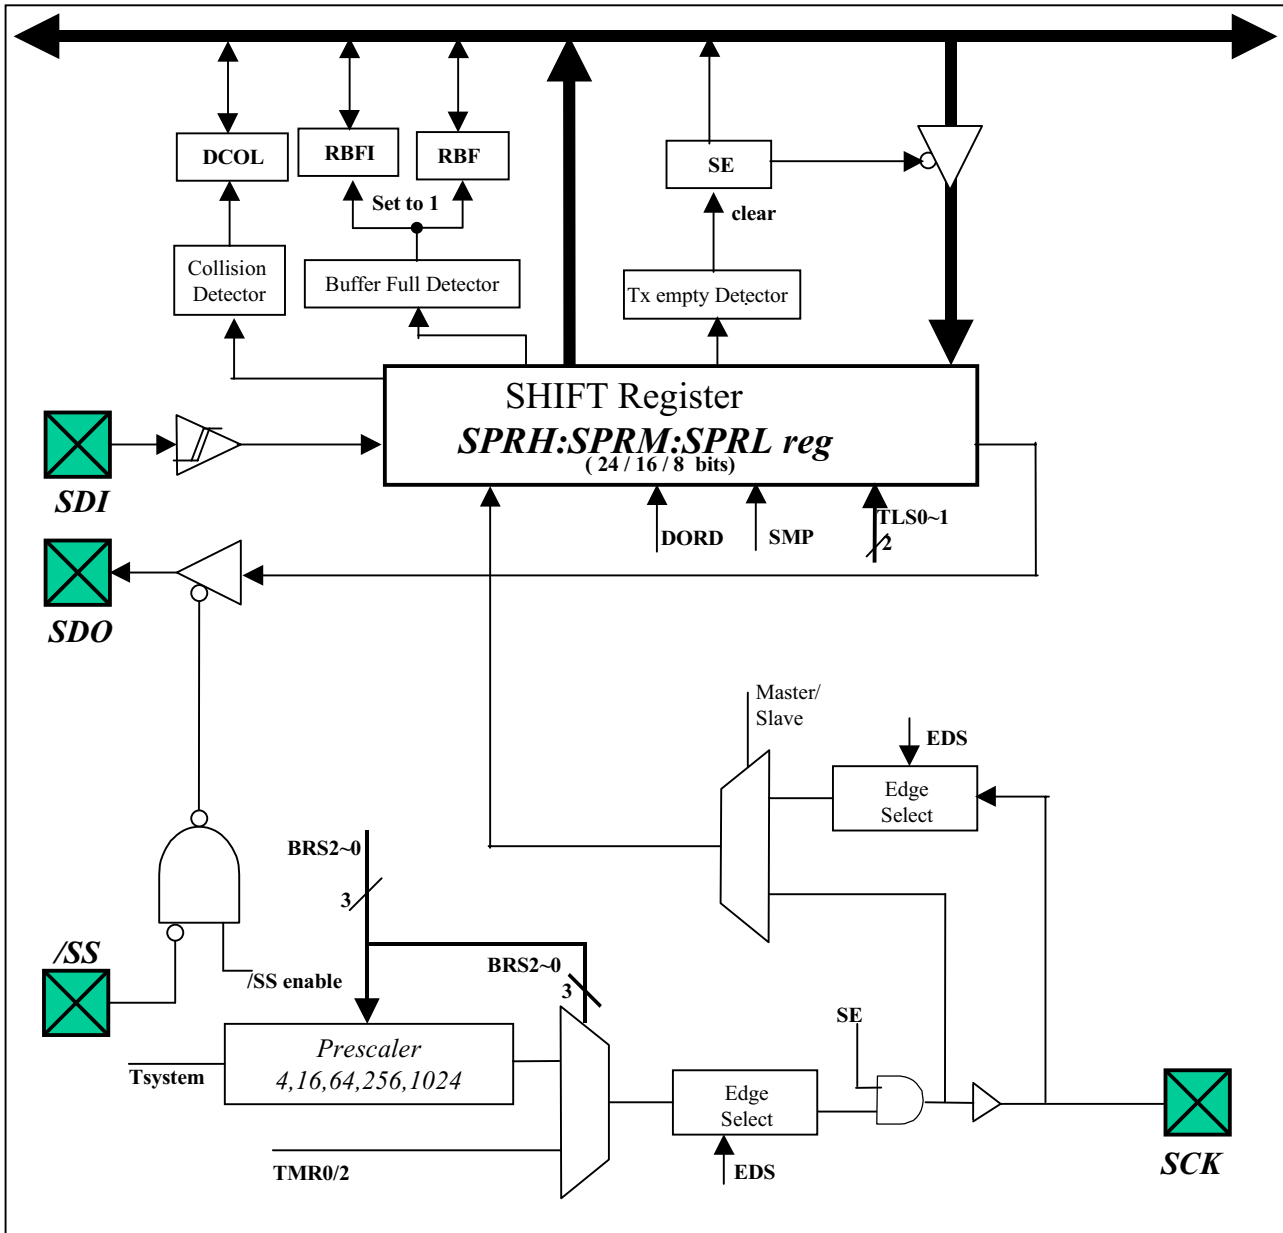 DCOL
RBFI
RBF
SE
Set to 1
clear
Collision
Detector
Buffer Full Detector
Tx empty Detector
SHIFT Register
SPRH:SPRM:SPRL reg
( 24 / 16 / 8 bits)
SDI
DORD
SMP
TLS0~1
2
SDO
Master/
Slave
EDS
Edge
Select
BRS2~0
3
/SS
/SS enable
BRS2~0
3
SE
Prescaler
4,16,64,256,1024
Tsystem
Edge
Select
TMR0/2
EDS
SCK